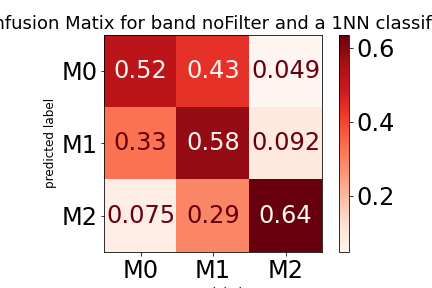 nfusion Matix for band noFilter and a 1NN classif
M0 0.52 0.43 0.049
M1 0.33 0.58 0.092
M2 0.075 0.29 0.64
M0 M1 M2
predicted label
0.6
0.4
0.2